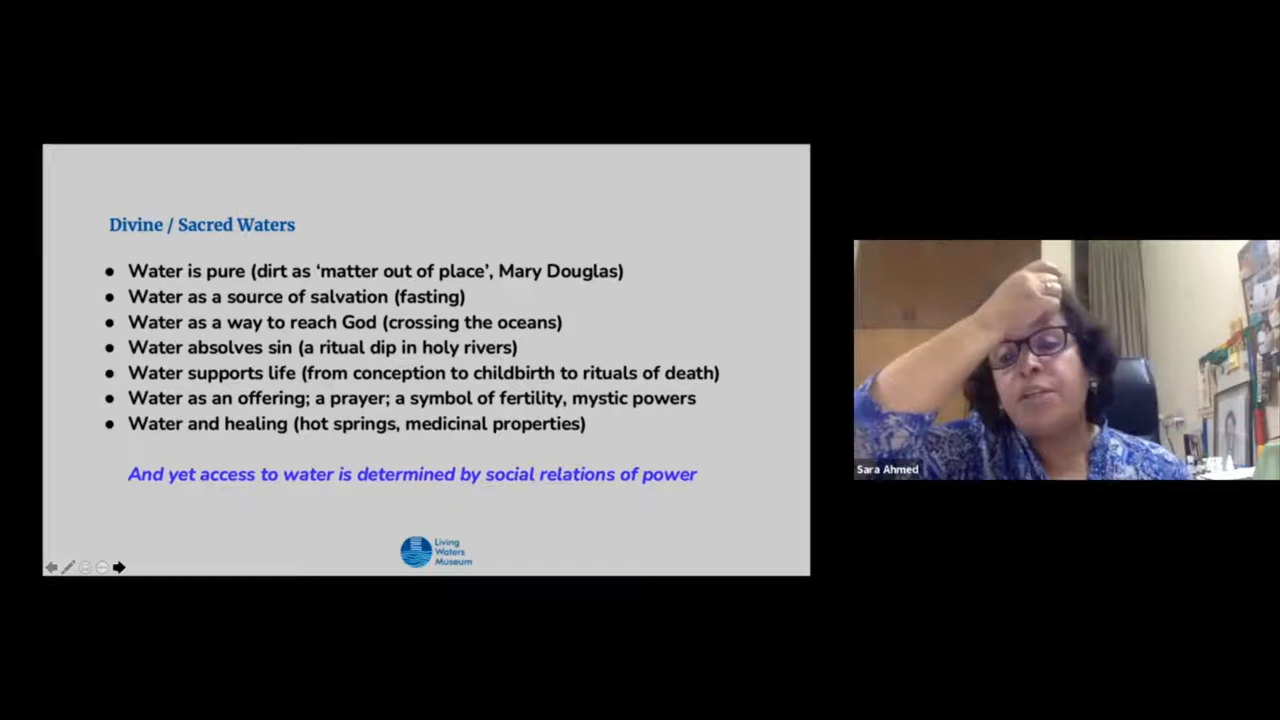 Divine / Sacred Waters
● Water is pure (dirt as ‘matter out of place’, Mary Douglas)
● Water as a source of salvation (fasting)
● Water as a way to reach God (crossing the oceans)
● Water absolves sin (a ritual dip in holy rivers)
● Water supports life (from conception to childbirth to rituals of death)
● Water as an offering; a prayer; a symbol of fertility, mystic powers
● Water and healing (hot springs, medicinal properties)
And yet access to water is determined by social relations of power
Living
Waters
Museum
Sara Ahmed